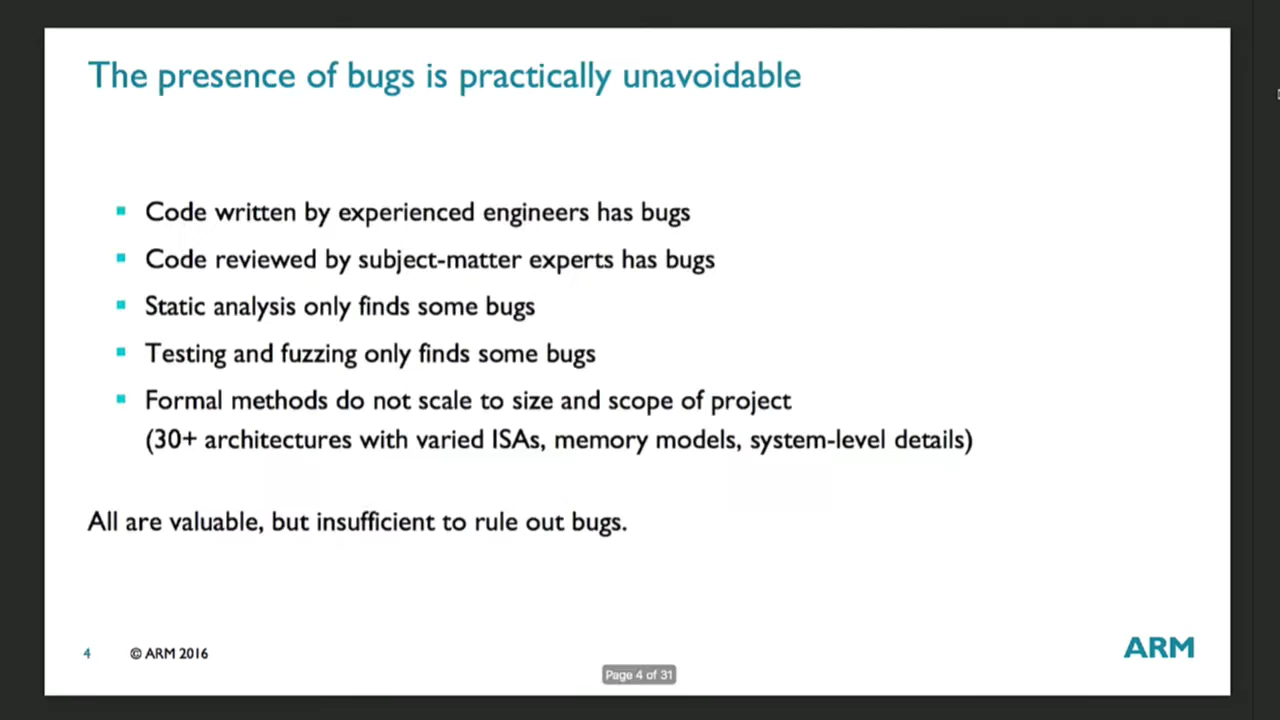 The presence of bugs is practically unavoidable
Code written by experienced engineers has bugs
Code reviewed by subject-matter experts has bugs
Static analysis only finds some bugs
Testing and fuzzing only finds some bugs
Formal methods do not scale to size and scope of project
(30+ architectures with varied ISAs, memory models, system-level details)
All are valuable, but insufficient to rule out bugs.
4 © ARM 2016
ARM
Page 4 of 31